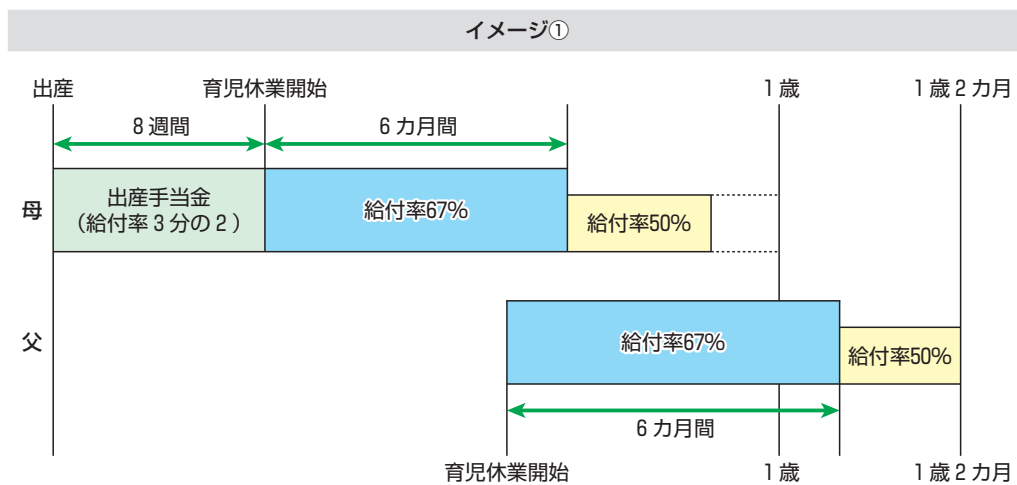 イメージ①
出産 育児休業開始 1歳 1歳2カ月
8週間 6カ月間
母 出産手当金
（給付率3分の2） 給付率67% 給付率50%
父 給付率67% 給付率50%
6カ月間
育児休業開始 1歳 1歳2カ月